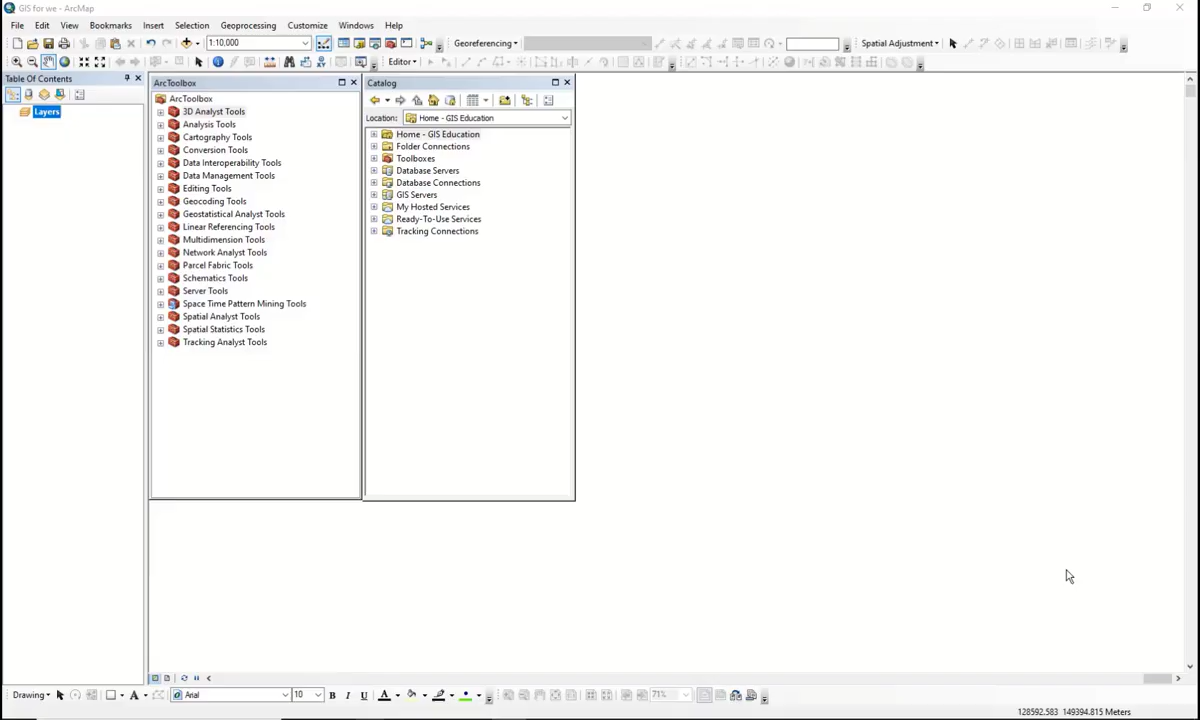 GIS for we - ArcMap
File Edit View Bookmarks Insert Selection Geoprocessing Customize Windows Help
1:10,000 Georeferencing Spatial Adjustment
Editor
Table Of Contents
Layers
ArcToolbox
ArcToolbox
3D Analyst Tools
Analysis Tools
Cartography Tools
Conversion Tools
Data Interoperability Tools
Data Management Tools
Editing Tools
Geocoding Tools
Geostatistical Analyst Tools
Linear Referencing Tools
Multidimension Tools
Network Analyst Tools
Parcel Fabric Tools
Schematics Tools
Server Tools
Space Time Pattern Mining Tools
Spatial Analyst Tools
Spatial Statistics Tools
Tracking Analyst Tools
Catalog
Location: Home - GIS Education
Home - GIS Education
Folder Connections
Toolboxes
Database Servers
Database Connections
GIS Servers
My Hosted Services
Ready-To-Use Services
Tracking Connections
Drawing A Arial 10 B I U A 71%
128592.583 149394.815 Meters